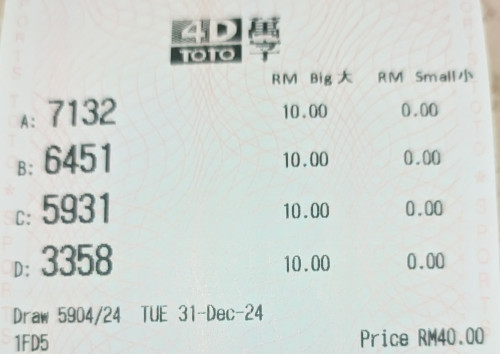 4D 萬字
TOTO
RM Big 大 RM Small 小
A: 7132 10.00 0.00
B: 6451 10.00 0.00
C: 5931 10.00 0.00
D: 3358 10.00 0.00
Draw 5904/24 TUE 31-Dec-24
1FD5 Price RM40.00